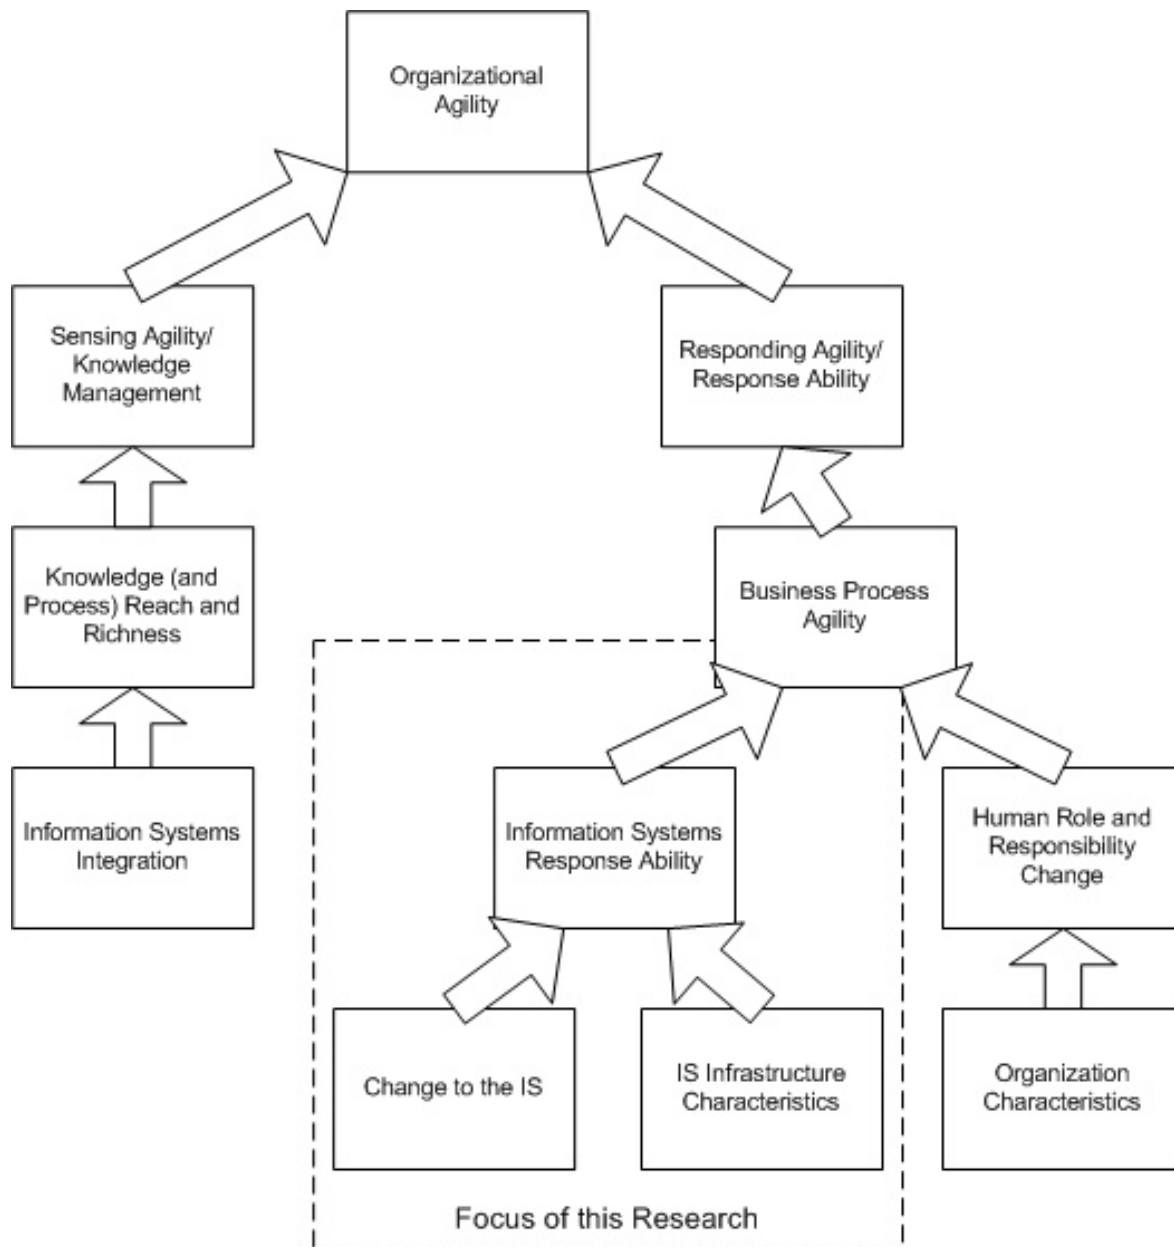 Organizational
Agility
Sensing Agility/
Knowledge
Management
Responding Agility/
Response Ability
Knowledge (and
Process) Reach and
Richness
Business Process
Agility
Information Systems
Integration
Information Systems
Response Ability
Human Role and
Responsibility
Change
Change to the IS
IS Infrastructure
Characteristics
Organization
Characteristics
Focus of this Research